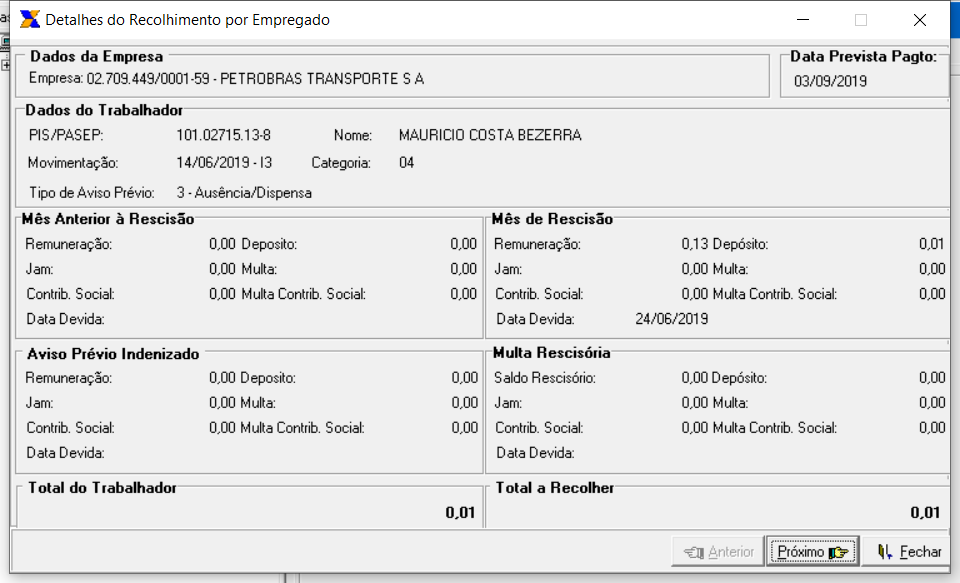 Detalhes do Recolhimento por Empregado
Dados da Empresa
Empresa: 02.709.449/0001-59 - PETROBRAS TRANSPORTE S A
Data Prevista Pagto:
03/09/2019
Dados do Trabalhador
PIS/PASEP: 101.02715.13-8 Nome: MAURICIO COSTA BEZERRA
Movimentação: 14/06/2019 - I3 Categoria: 04
Tipo de Aviso Prévio: 3 - Ausência/Dispensa
Mês Anterior à Rescisão
Remuneração: 0,00 Deposito: 0,00
Jam: 0,00 Multa: 0,00
Contrib. Social: 0,00 Multa Contrib. Social: 0,00
Data Devida:
Mês de Rescisão
Remuneração: 0,13 Depósito: 0,01
Jam: 0,00 Multa: 0,00
Contrib. Social: 0,00 Multa Contrib. Social: 0,00
Data Devida: 24/06/2019
Aviso Prévio Indenizado
Remuneração: 0,00 Deposito: 0,00
Jam: 0,00 Multa: 0,00
Contrib. Social: 0,00 Multa Contrib. Social: 0,00
Data Devida:
Multa Rescisória
Saldo Rescisório: 0,00 Depósito: 0,00
Jam: 0,00 Multa: 0,00
Contrib. Social: 0,00 Multa Contrib. Social: 0,00
Data Devida:
Total do Trabalhador
0,01
Total a Recolher
0,01
Anterior Próximo Fechar